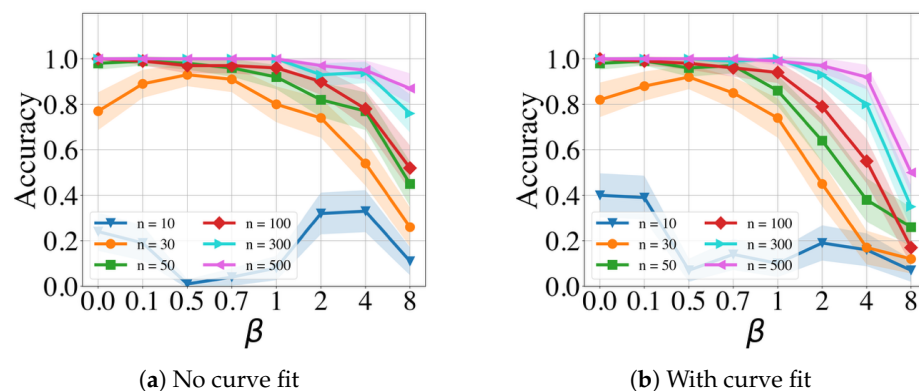 Accuracy
1.0
0.8
0.6
0.4
0.2
0.0
n = 10
n = 30
n = 50
n = 100
n = 300
n = 500
0.0 0.1 0.5 0.7 1 2 4 8
β
(a) No curve fit
Accuracy
1.0
0.8
0.6
0.4
0.2
0.0
n = 10
n = 30
n = 50
n = 100
n = 300
n = 500
0.0 0.1 0.5 0.7 1 2 4 8
β
(b) With curve fit